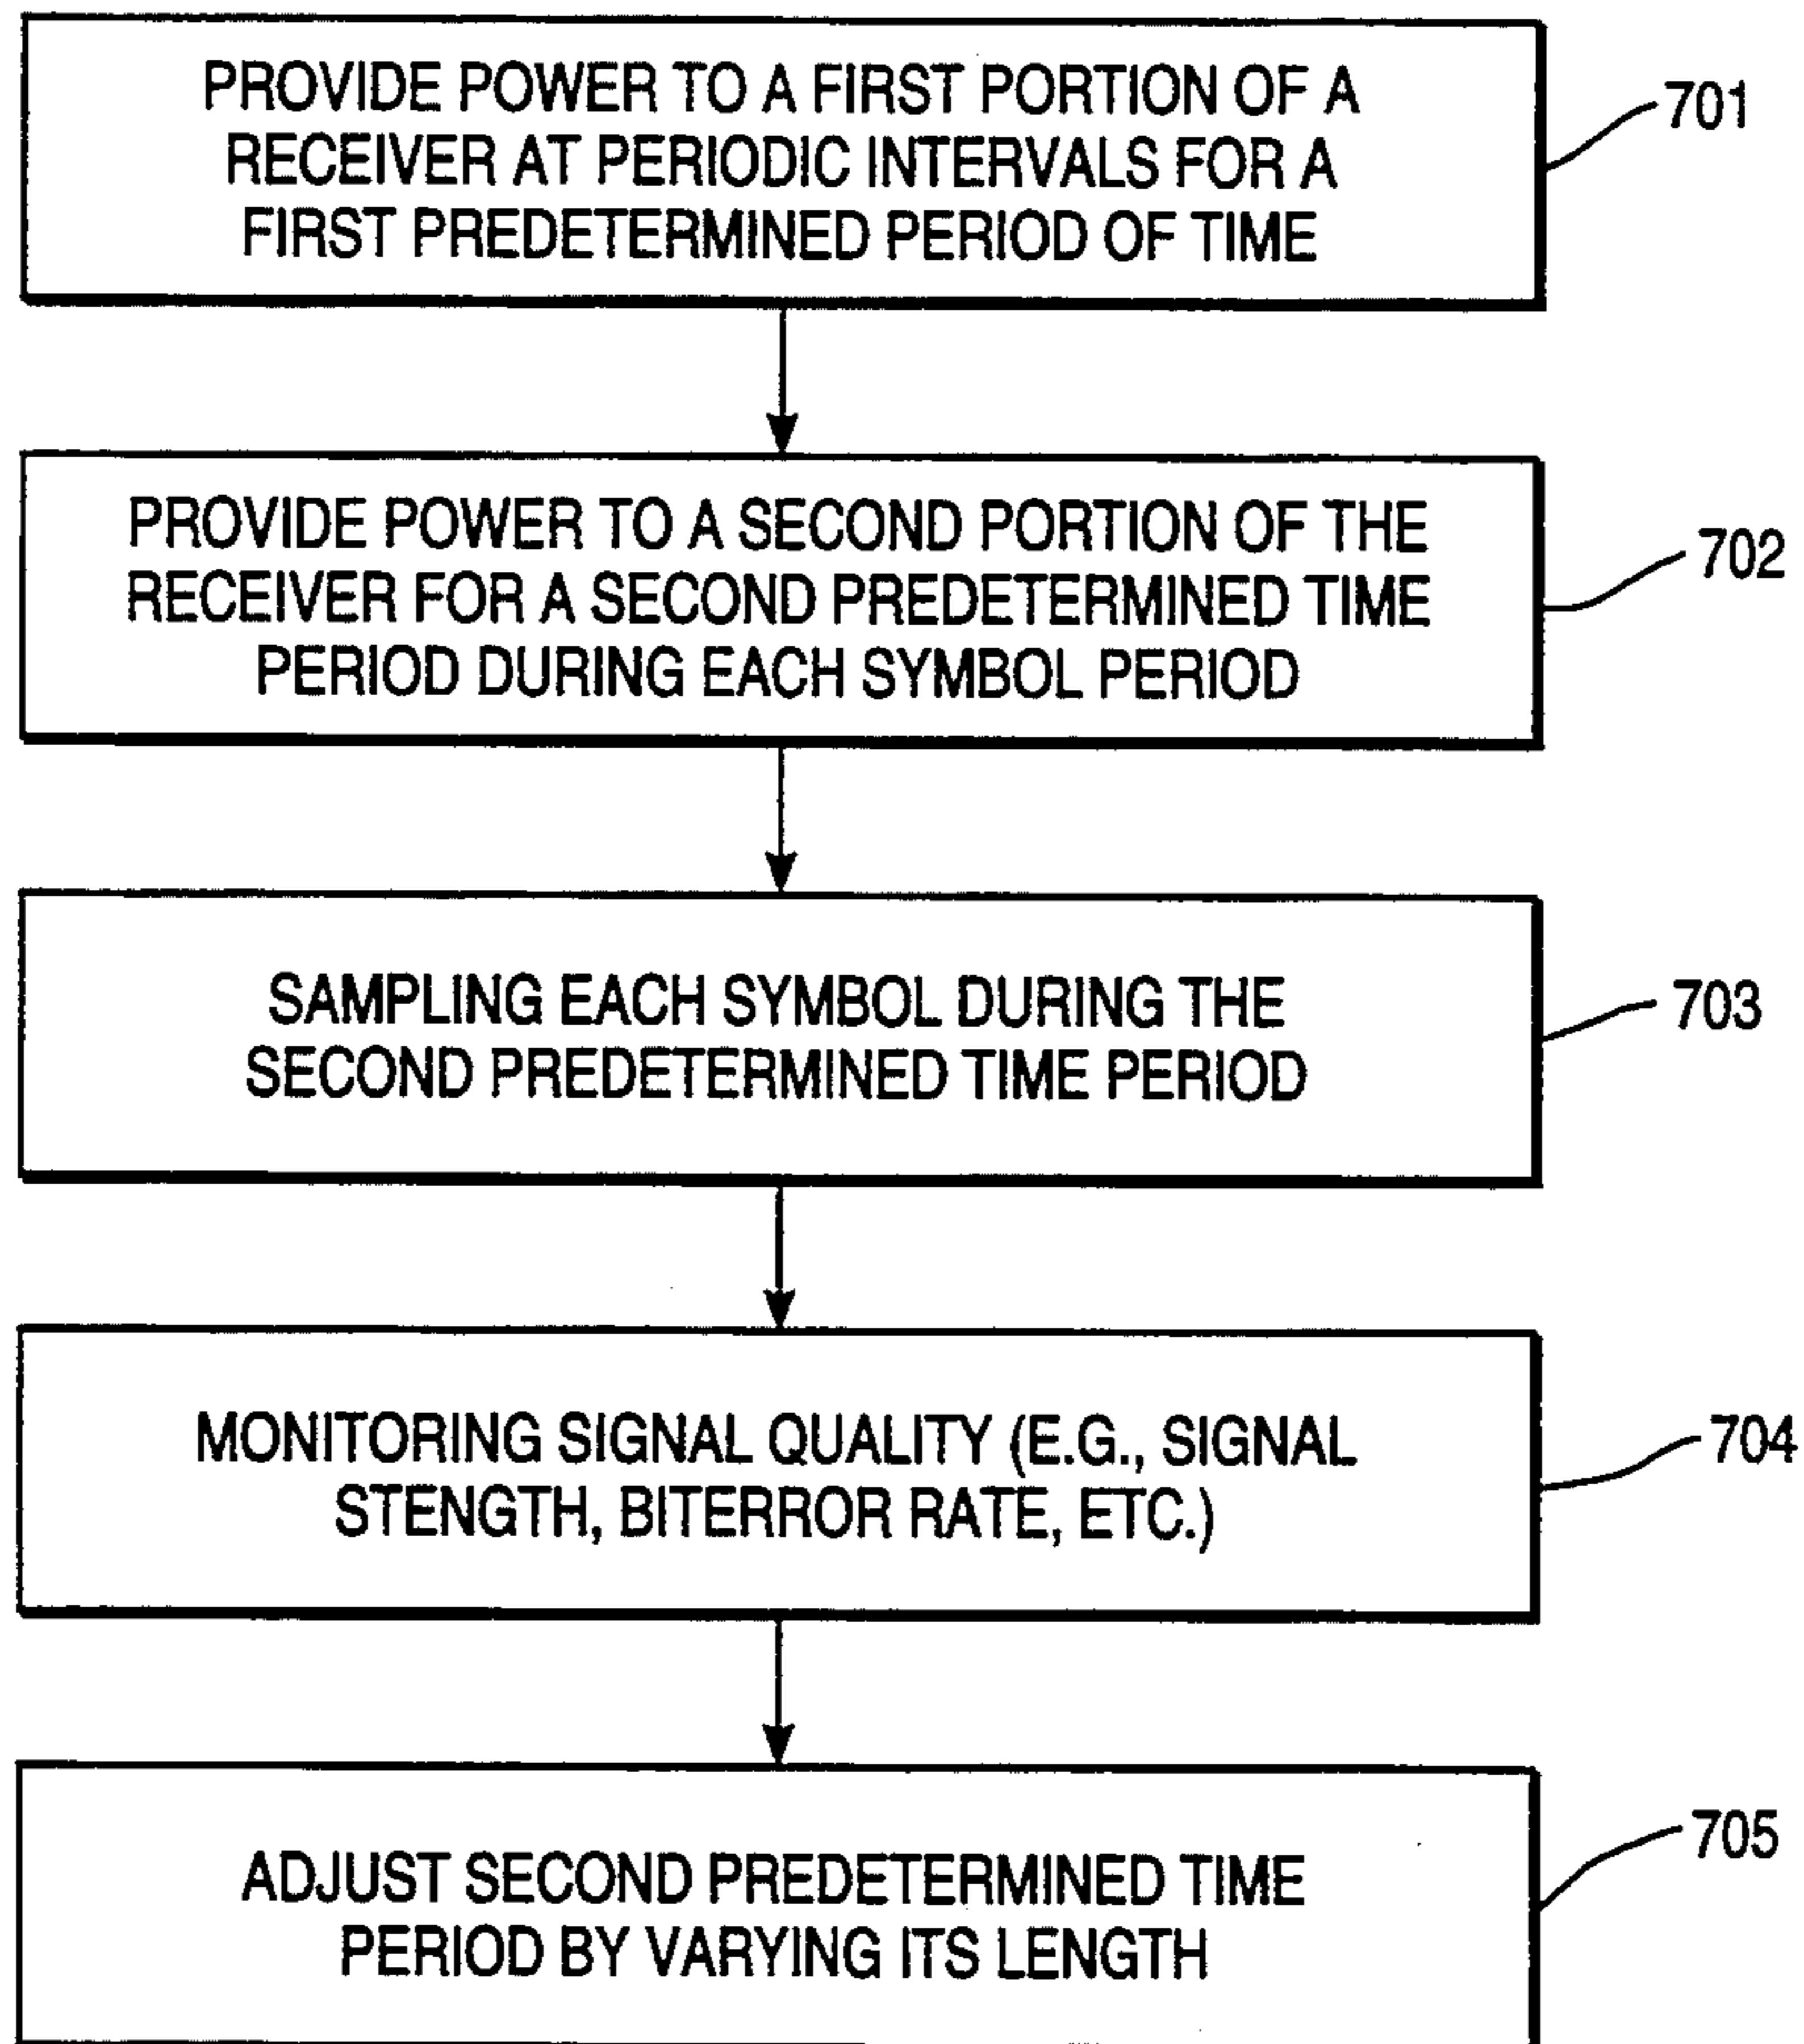 PROVIDE POWER TO A FIRST PORTION OF A
RECEIVER AT PERIODIC INTERVALS FOR A
FIRST PREDETERMINED PERIOD OF TIME
701
PROVIDE POWER TO A SECOND PORTION OF THE
RECEIVER FOR A SECOND PREDETERMINED TIME
PERIOD DURING EACH SYMBOL PERIOD
702
SAMPLING EACH SYMBOL DURING THE
SECOND PREDETERMINED TIME PERIOD
703
MONITORING SIGNAL QUALITY (E.G., SIGNAL
STENGTH, BITERROR RATE, ETC.)
704
ADJUST SECOND PREDETERMINED TIME
PERIOD BY VARYING ITS LENGTH
705